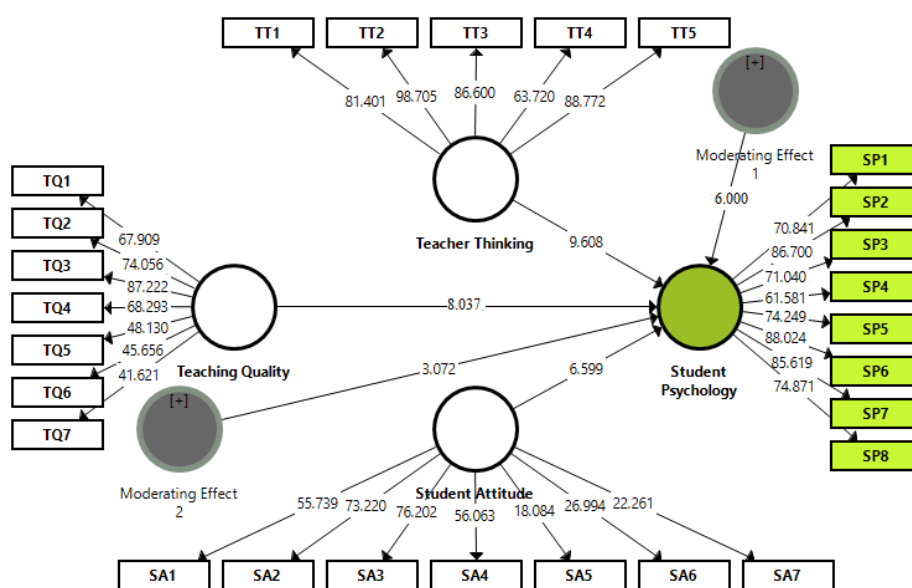 TT1
TT2
TT3
TT4
TT5
81.401
98.705
86.600
63.720
88.772
[+]
Moderating Effect
1
6.000
Teacher Thinking
9.608
TQ1
TQ2
TQ3
TQ4
TQ5
TQ6
TQ7
67.909
74.056
87.222
68.293
48.130
45.656
41.621
Teaching Quality
8.037
3.072
6.599
[+]
Moderating Effect
2
Student
Psychology
70.841
86.700
71.040
61.581
74.249
88.024
85.619
74.871
SP1
SP2
SP3
SP4
SP5
SP6
SP7
SP8
Student Attitude
55.739
73.220
76.202
56.063
18.084
26.994
22.261
SA1
SA2
SA3
SA4
SA5
SA6
SA7